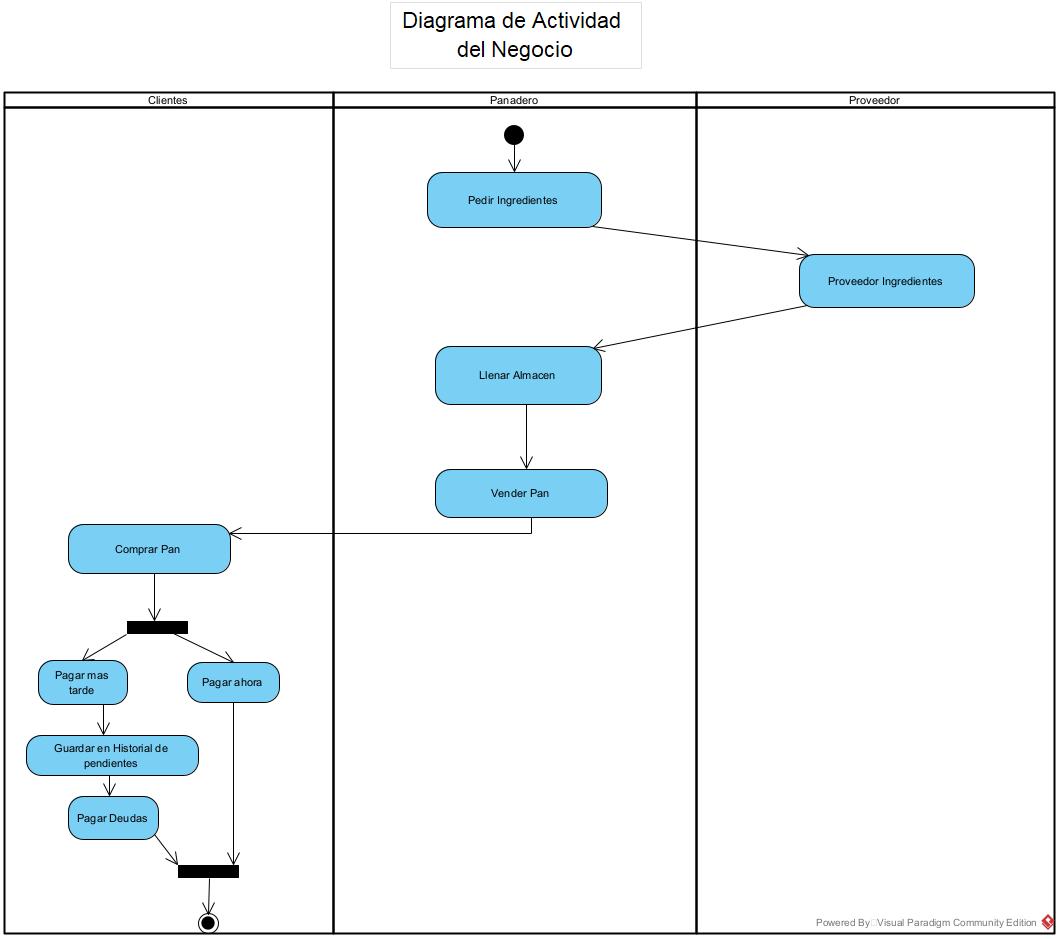 Diagrama de Actividad
del Negocio
Clientes
Panadero
Proveedor
Pedir Ingredientes
Proveedor Ingredientes
Llenar Almacen
Vender Pan
Comprar Pan
Pagar mas
tarde
Pagar ahora
Guardar en Historial de
pendientes
Pagar Deudas
Powered By Visual Paradigm Community Edition